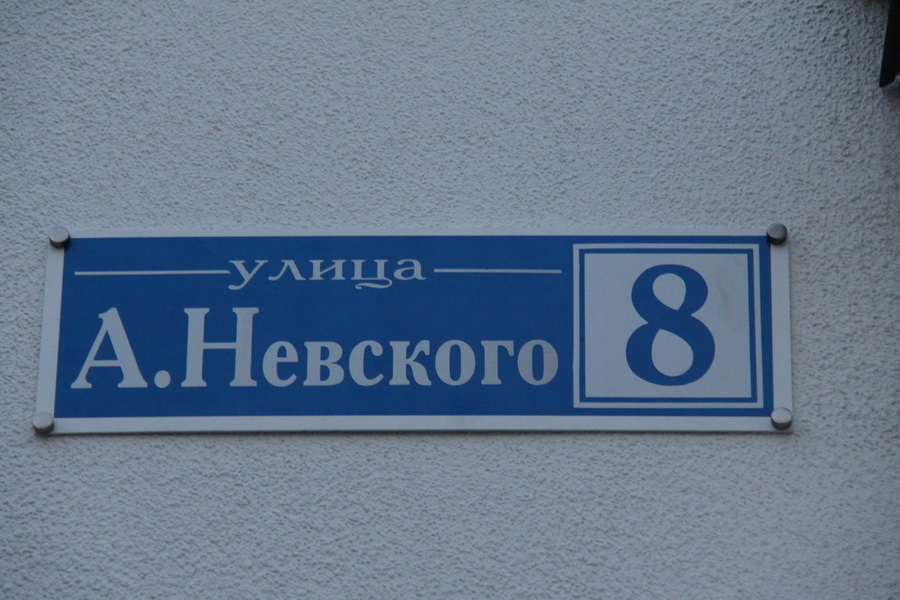 улица
А.Невского
8